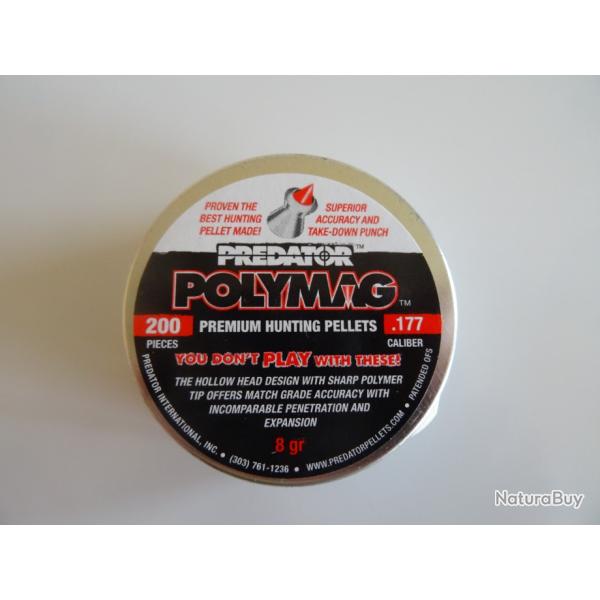 PROVEN THE
BEST HUNTING
PELLET MADE!
SUPERIOR
ACCURACY AND
TAKE-DOWN PUNCH
PREDATOR™
POLYMAG™
200
PIECES
PREMIUM HUNTING PELLETS
.177
CALIBER
YOU DON'T PLAY WITH THESE!
THE HOLLOW HEAD DESIGN WITH SHARP POLYMER
TIP OFFERS MATCH GRADE ACCURACY WITH
INCOMPARABLE PENETRATION AND
EXPANSION
8 gr
PREDATOR INTERNATIONAL, INC. • (303) 761-1236 • WWW.PREDATORPELLETS.COM • PATENTED OFS
NaturaBuy